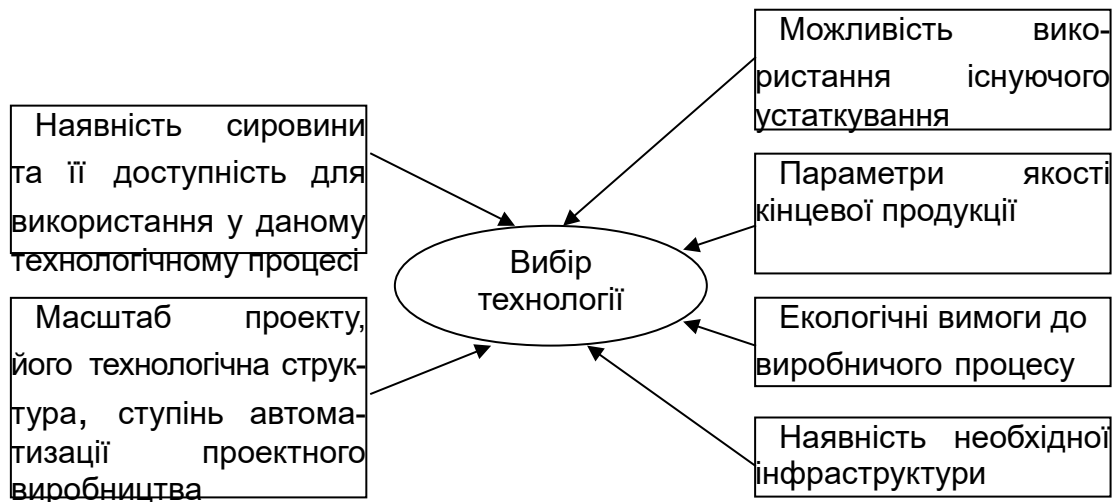 Наявність сировини
та її доступність для
використання у даному
технологічному процесі
Масштаб проекту,
його технологічна струк-
тура, ступінь автома-
тизації проектного
виробництва
Вибір
технології
Можливість вико-
ристання існуючого
устаткування
Параметри якості
кінцевої продукції
Екологічні вимоги до
виробничого процесу
Наявність необхідної
інфраструктури